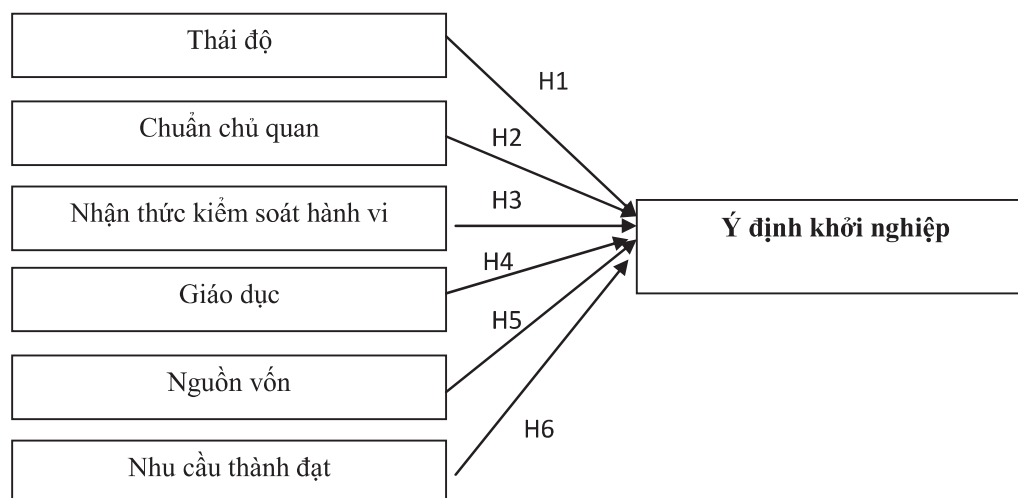 Thái độ
H1
Chuẩn chủ quan
H2
Nhận thức kiểm soát hành vi
H3
Ý định khởi nghiệp
H4
Giáo dục
H5
Nguồn vốn
H6
Nhu cầu thành đạt